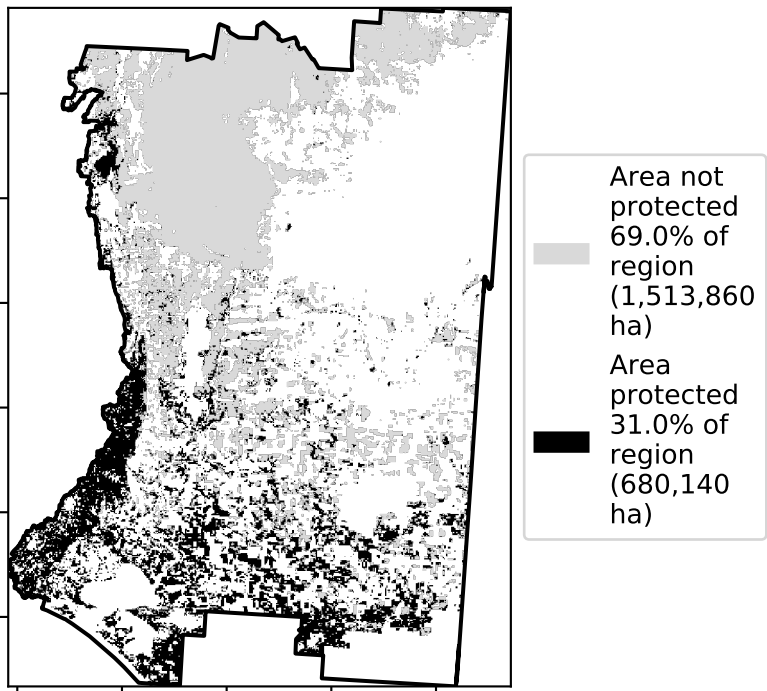 Area not
protected
69.0% of
region
(1,513,860
ha)
Area
protected
31.0% of
region
(680,140
ha)